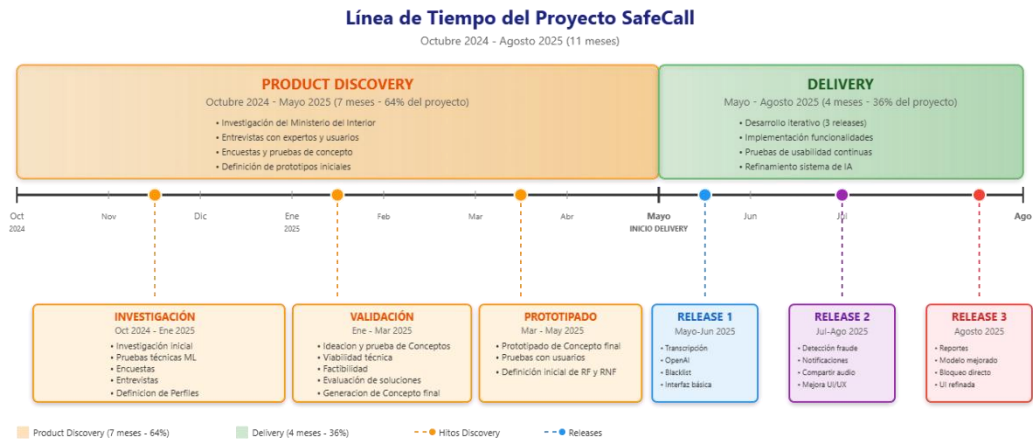 Línea de Tiempo del Proyecto SafeCall
Octubre 2024 - Agosto 2025 (11 meses)
PRODUCT DISCOVERY
Octubre 2024 - Mayo 2025 (7 meses - 64% del proyecto)
• Investigación del Ministerio del Interior
• Entrevistas con expertos y usuarios
• Encuestas y pruebas de concepto
• Definición de prototipos iniciales
DELIVERY
Mayo - Agosto 2025 (4 meses - 36% del proyecto)
• Desarrollo iterativo (3 releases)
• Implementación funcionalidades
• Pruebas de usabilidad continuas
• Refinamiento sistema de IA
Oct
2024
Nov
Dic
Ene
2025
Feb
Mar
Abr
Mayo
INICIO DELIVERY
Jun
Jul
Ago
INVESTIGACIÓN
Oct 2024 - Ene 2025
• Investigación inicial
• Pruebas técnicas ML
• Encuestas
• Entrevistas
• Definicion de Perfiles
VALIDACIÓN
Ene - Mar 2025
• Ideacion y prueba de Conceptos
• Viabilidad técnica
• Factibilidad
• Evaluación de soluciones
• Generacion de Concepto final
PROTOTIPADO
Mar - May 2025
• Prototipado de Concepto final
• Pruebas con usuarios
• Definición inicial de RF y RNF
RELEASE 1
Mayo-Jun 2025
• Transcripción
• OpenAI
• Blacklist
• Interfaz básica
RELEASE 2
Jul-Ago 2025
• Detección fraude
• Notificaciones
• Compartir audio
• Mejora UI/UX
RELEASE 3
Agosto 2025
• Reportes
• Modelo mejorado
• Bloqueo directo
• UI refinada
Product Discovery (7 meses - 64%)
Delivery (4 meses - 36%)
Hitos Discovery
Releases